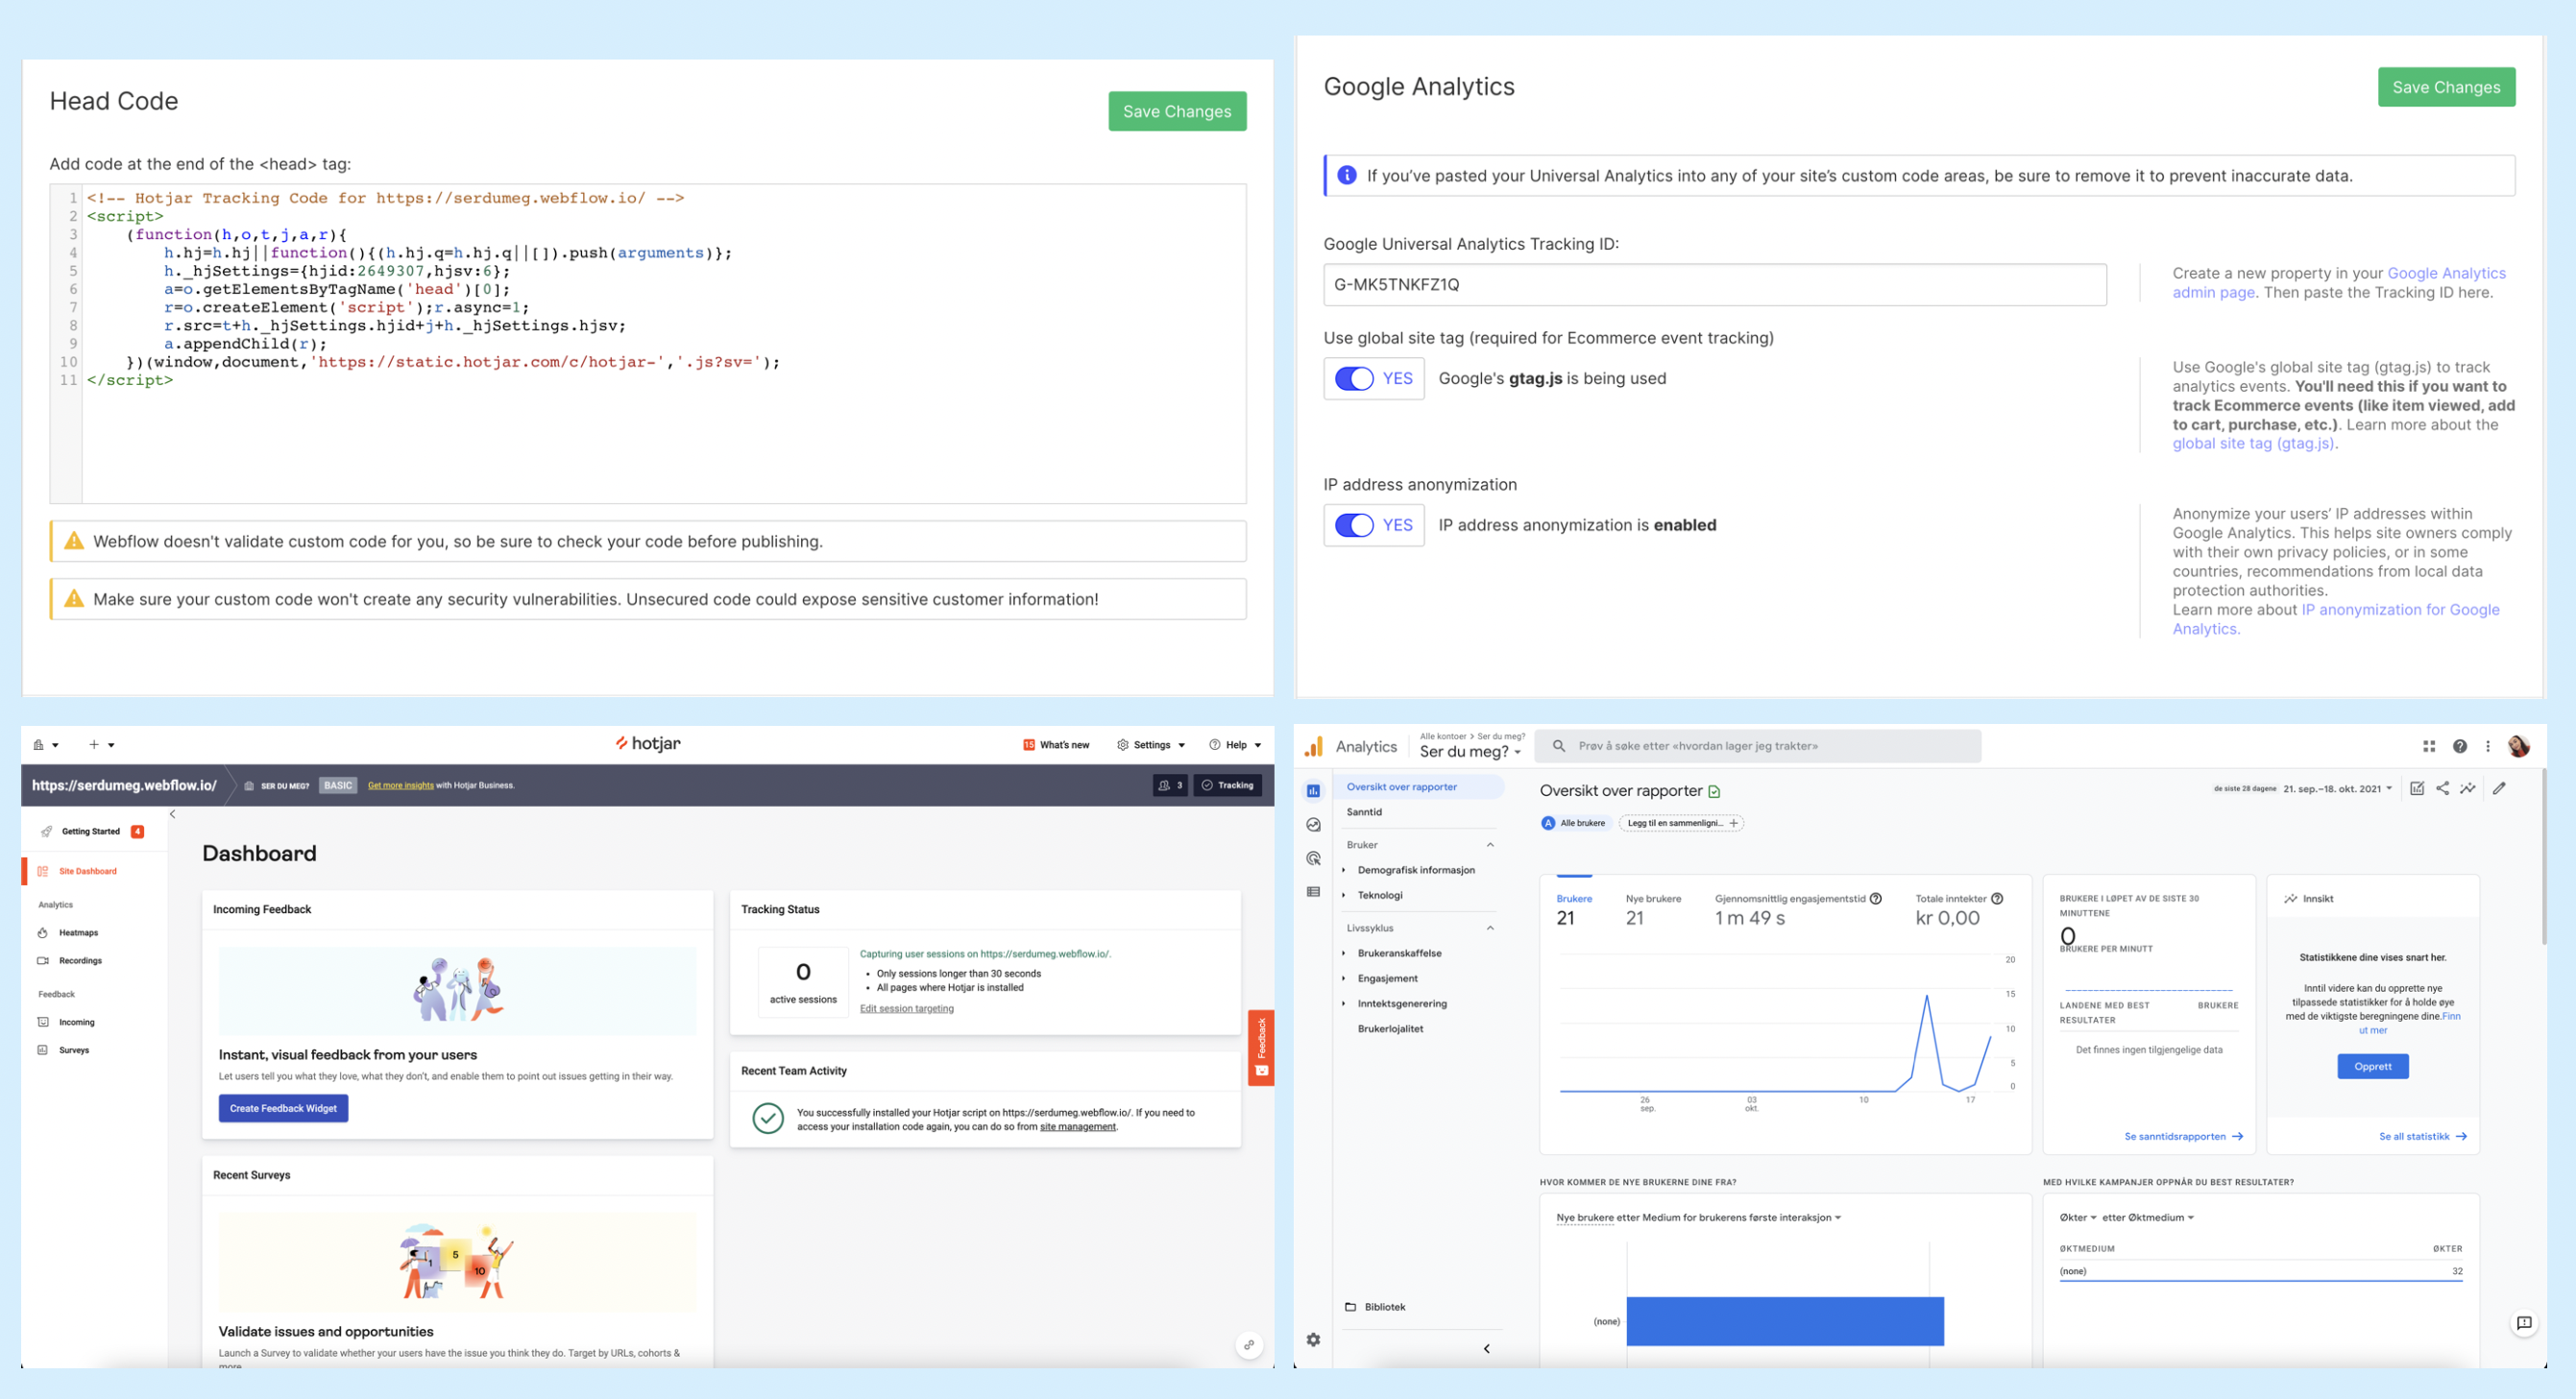 Head Code
Save Changes
Add code at the end of the <head> tag:
1 <!-- Hotjar Tracking Code for https://serdumeg.webflow.io/ -->
2 <script>
3 (function(h,o,t,j,a,r){
4 h.hj=h.hj||function(){(h.hj.q=h.hj.q||[]).push(arguments)};
5 h._hjSettings={hjid:2649307,hjsv:6};
6 a=o.getElementsByTagName('head')[0];
7 r=o.createElement('script');r.async=1;
8 r.src=t+h._hjSettings.hjid+j+h._hjSettings.hjsv;
9 a.appendChild(r);
10 })(window,document,'https://static.hotjar.com/c/hotjar-','.js?sv=');
11 </script>
Webflow doesn't validate custom code for you, so be sure to check your code before publishing.
Make sure your custom code won't create any security vulnerabilities. Unsecured code could expose sensitive customer information!
Google Analytics
Save Changes
If you’ve pasted your Universal Analytics into any of your site’s custom code areas, be sure to remove it to prevent inaccurate data.
Google Universal Analytics Tracking ID:
G-MK5TNKFZ1Q
Create a new property in your Google Analytics
admin page. Then paste the Tracking ID here.
Use global site tag (required for Ecommerce event tracking)
YES Google's gtag.js is being used
Use Google's global site tag (gtag.js) to track
analytics events. You'll need this if you want to
track Ecommerce events (like item viewed, add
to cart, purchase, etc.). Learn more about the
global site tag (gtag.js).
IP address anonymization
YES IP address anonymization is enabled
Anonymize your users’ IP addresses within
Google Analytics. This helps site owners comply
with their own privacy policies, or in some
countries, recommendations from local data
protection authorities.
Learn more about IP anonymization for Google
Analytics.
hotjar
15 What's new
Settings
Help
https://serdumeg.webflow.io/
SER DU MEG?
BASIC
Get more insights with Hotjar Business.
3
Tracking
Getting Started 4
Site Dashboard
Analytics
Heatmaps
Recordings
Feedback
Incoming
Surveys
Dashboard
Incoming Feedback
Instant, visual feedback from your users
Let users tell you what they love, what they don't, and enable them to point out issues getting in their way.
Create Feedback Widget
Recent Surveys
1
5
10
Validate issues and opportunities
Launch a Survey to validate whether your users have the issue you think they do. Target by URLs, cohorts &
more.
Tracking Status
0
active sessions
Capturing user sessions on https://serdumeg.webflow.io/.
• Only sessions longer than 30 seconds
• All pages where Hotjar is installed
Edit session targeting
Recent Team Activity
You successfully installed your Hotjar script on https://serdumeg.webflow.io/. If you need to
access your installation code again, you can do so from site management.
Feedback
Analytics
Alle kontoer > Ser du meg?
Ser du meg?
Prøv å søke etter «hvordan lager jeg trakter»
Oversikt over rapporter
Sanntid
Bruker
Demografisk informasjon
Teknologi
Livssyklus
Brukeranskaffelse
Engasjement
Inntektsgenerering
Brukerlojalitet
Bibliotek
Oversikt over rapporter
de siste 28 dagene 21. sep.–18. okt. 2021
A Alle brukere
Legg til en sammenligni... +
Brukere
21
Nye brukere
21
Gjennomsnittlig engasjementstid
1 m 49 s
Totale inntekter
kr 0,00
20
15
10
5
0
26
sep.
03
okt.
10
17
BRUKERE I LØPET AV DE SISTE 30
MINUTTENE
0
BRUKERE PER MINUTT
LANDENE MED BEST
RESULTATER
BRUKERE
Det finnes ingen tilgjengelige data
Se sanntidsrapporten
Innsikt
Statistikkene dine vises snart her.
Inntil videre kan du opprette nye
tilpassede statistikker for å holde øye
med de viktigste beregningene dine.Finn
ut mer
Opprett
Se all statistikk
HVOR KOMMER DE NYE BRUKERNE DINE FRA?
Nye brukere etter Medium for brukerens første interaksjon
(none)
MED HVILKE KAMPANJER OPPNÅR DU BEST RESULTATER?
Økter etter Øktmedium
ØKTMEDIUM ØKTER
(none) 32